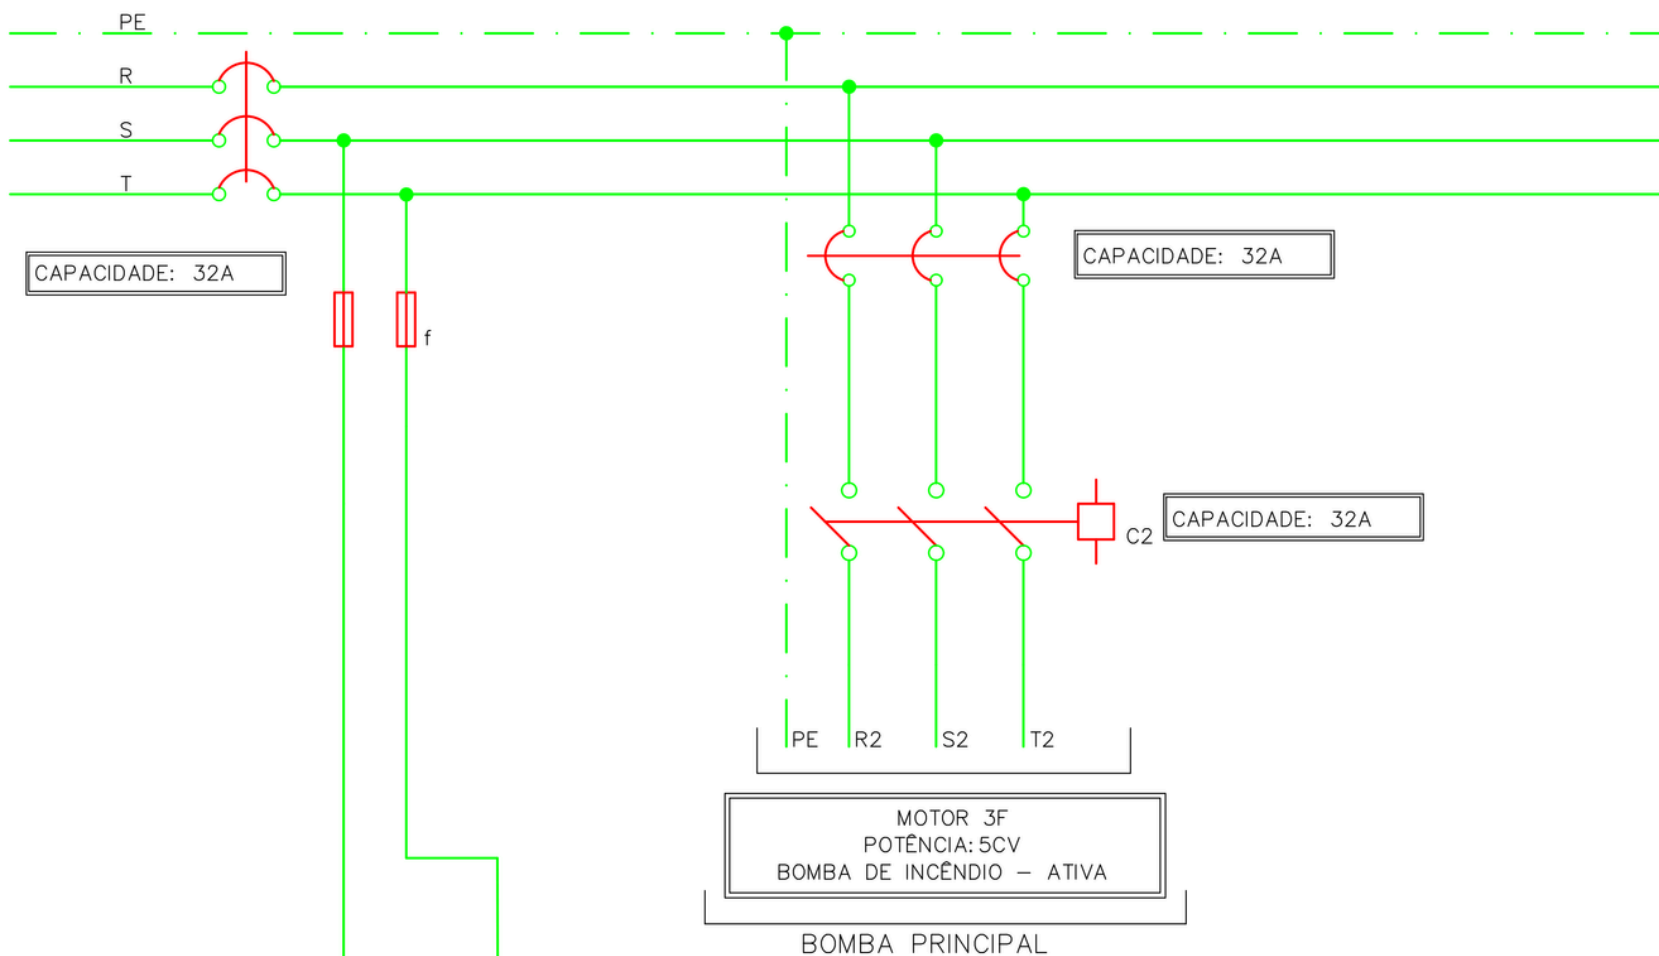 PE
R
S
T
CAPACIDADE: 32A
CAPACIDADE: 32A
f
CAPACIDADE: 32A
C2
PE R2 S2 T2
MOTOR 3F
POTÊNCIA: 5CV
BOMBA DE INCÊNDIO – ATIVA
BOMBA PRINCIPAL